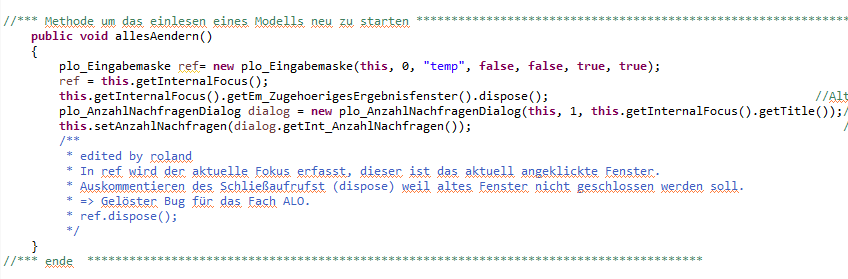 //*** Methode um das einlesen eines Modells neu zu starten ************************************************************
public void allesAendern()
{
plo_Eingabemaske ref= new plo_Eingabemaske(this, 0, "temp", false, false, true, true);
ref = this.getInternalFocus();
this.getInternalFocus().getEm_ZugehoerigesErgebnisfenster().dispose(); //Alt
plo_AnzahlNachfragenDialog dialog = new plo_AnzahlNachfragenDialog(this, 1, this.getInternalFocus().getTitle());/
this.setAnzahlNachfragen(dialog.getInt_AnzahlNachfragen()); /
/**
* edited by roland
* In ref wird der aktuelle Fokus erfasst, dieser ist das aktuell angeklickte Fenster.
* Auskommentieren des Schließaufrufst (dispose) weil altes Fenster nicht geschlossen werden soll.
* => Gelöster Bug für das Fach ALO.
* ref.dispose();
*/
}
//*** ende ****************************************************************************************